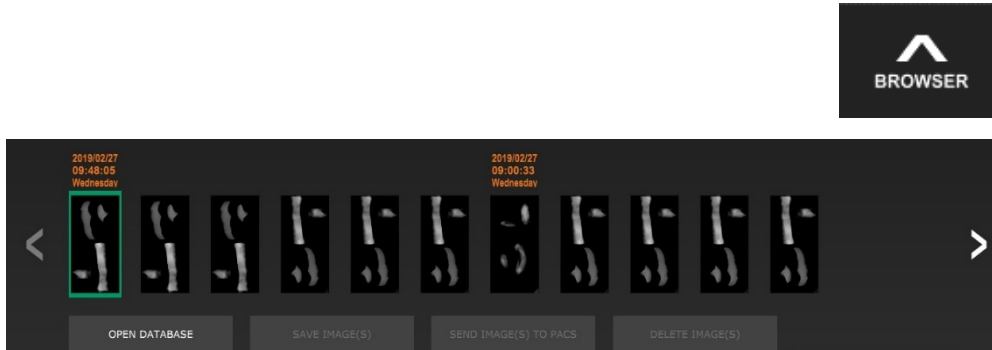 BROWSER
2019/02/27
09:48:05
Wednesday
2019/02/27
09:00:33
Wednesday
OPEN DATABASE
SAVE IMAGE(S)
SEND IMAGE(S) TO PACS
DELETE IMAGE(S)